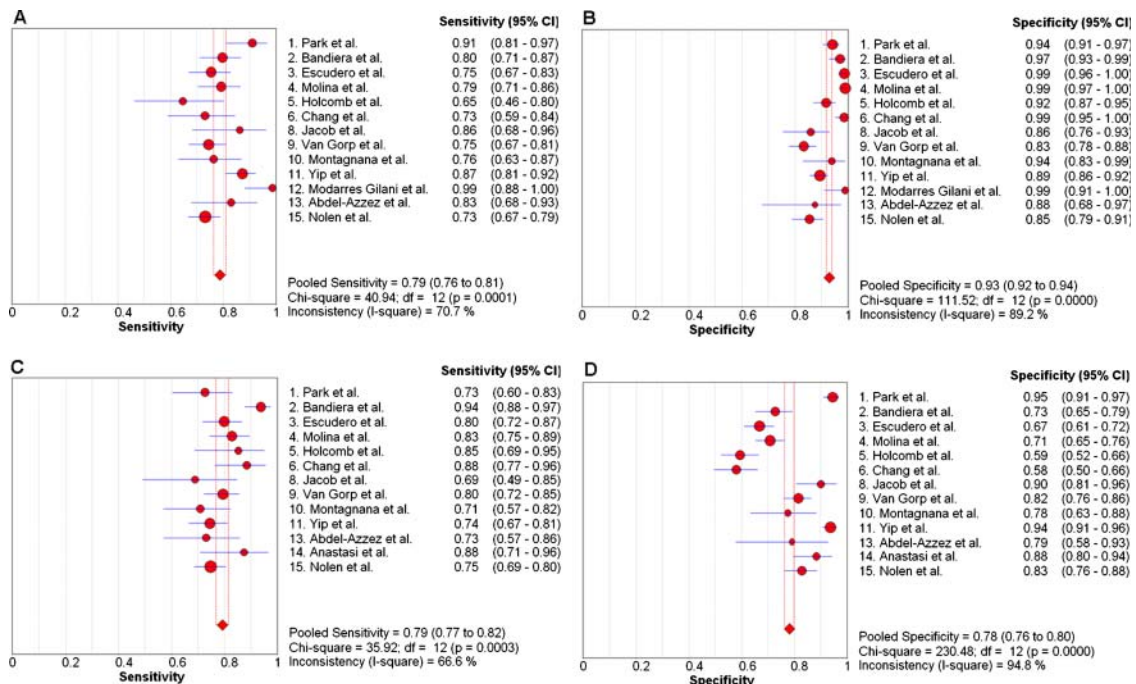 A
Sensitivity (95% CI)
1. Park et al. 0.91 (0.81 - 0.97)
2. Bandiera et al. 0.80 (0.71 - 0.87)
3. Escudero et al. 0.75 (0.67 - 0.83)
4. Molina et al. 0.79 (0.71 - 0.86)
5. Holcomb et al. 0.65 (0.46 - 0.80)
6. Chang et al. 0.73 (0.59 - 0.84)
8. Jacob et al. 0.86 (0.68 - 0.96)
9. Van Gorp et al. 0.75 (0.67 - 0.81)
10. Montagnana et al. 0.76 (0.63 - 0.87)
11. Yip et al. 0.87 (0.81 - 0.92)
12. Modarres Gilani et al. 0.99 (0.88 - 1.00)
13. Abdel-Azzez et al. 0.83 (0.68 - 0.93)
15. Nolen et al. 0.73 (0.67 - 0.79)
Pooled Sensitivity = 0.79 (0.76 to 0.81)
Chi-square = 40.94; df = 12 (p = 0.0001)
Inconsistency (I-square) = 70.7 %
0 0.2 0.4 0.6 0.8 1
Sensitivity
B
Specificity (95% CI)
1. Park et al. 0.94 (0.91 - 0.97)
2. Bandiera et al. 0.97 (0.93 - 0.99)
3. Escudero et al. 0.99 (0.96 - 1.00)
4. Molina et al. 0.99 (0.97 - 1.00)
5. Holcomb et al. 0.92 (0.87 - 0.95)
6. Chang et al. 0.99 (0.95 - 1.00)
8. Jacob et al. 0.86 (0.76 - 0.93)
9. Van Gorp et al. 0.83 (0.78 - 0.88)
10. Montagnana et al. 0.94 (0.83 - 0.99)
11. Yip et al. 0.89 (0.86 - 0.92)
12. Modarres Gilani et al. 0.99 (0.91 - 1.00)
13. Abdel-Azzez et al. 0.88 (0.68 - 0.97)
15. Nolen et al. 0.85 (0.79 - 0.91)
Pooled Specificity = 0.93 (0.92 to 0.94)
Chi-square = 111.52; df = 12 (p = 0.0000)
Inconsistency (I-square) = 89.2 %
0 0.2 0.4 0.6 0.8 1
Specificity
C
Sensitivity (95% CI)
1. Park et al. 0.73 (0.60 - 0.83)
2. Bandiera et al. 0.94 (0.88 - 0.97)
3. Escudero et al. 0.80 (0.72 - 0.87)
4. Molina et al. 0.83 (0.75 - 0.89)
5. Holcomb et al. 0.85 (0.69 - 0.95)
6. Chang et al. 0.88 (0.77 - 0.96)
8. Jacob et al. 0.69 (0.49 - 0.85)
9. Van Gorp et al. 0.80 (0.72 - 0.85)
10. Montagnana et al. 0.71 (0.57 - 0.82)
11. Yip et al. 0.74 (0.67 - 0.81)
13. Abdel-Azzez et al. 0.73 (0.57 - 0.86)
14. Anastasi et al. 0.88 (0.71 - 0.96)
15. Nolen et al. 0.75 (0.69 - 0.80)
Pooled Sensitivity = 0.79 (0.77 to 0.82)
Chi-square = 35.92; df = 12 (p = 0.0003)
Inconsistency (I-square) = 66.6 %
0 0.2 0.4 0.6 0.8 1
Sensitivity
D
Specificity (95% CI)
1. Park et al. 0.95 (0.91 - 0.97)
2. Bandiera et al. 0.73 (0.65 - 0.79)
3. Escudero et al. 0.67 (0.61 - 0.72)
4. Molina et al. 0.71 (0.65 - 0.76)
5. Holcomb et al. 0.59 (0.52 - 0.66)
6. Chang et al. 0.58 (0.50 - 0.66)
8. Jacob et al. 0.90 (0.81 - 0.96)
9. Van Gorp et al. 0.82 (0.76 - 0.86)
10. Montagnana et al. 0.78 (0.63 - 0.88)
11. Yip et al. 0.94 (0.91 - 0.96)
13. Abdel-Azzez et al. 0.79 (0.58 - 0.93)
14. Anastasi et al. 0.88 (0.80 - 0.94)
15. Nolen et al. 0.83 (0.76 - 0.88)
Pooled Specificity = 0.78 (0.76 to 0.80)
Chi-square = 230.48; df = 12 (p = 0.0000)
Inconsistency (I-square) = 94.8 %
0 0.2 0.4 0.6 0.8 1
Specificity